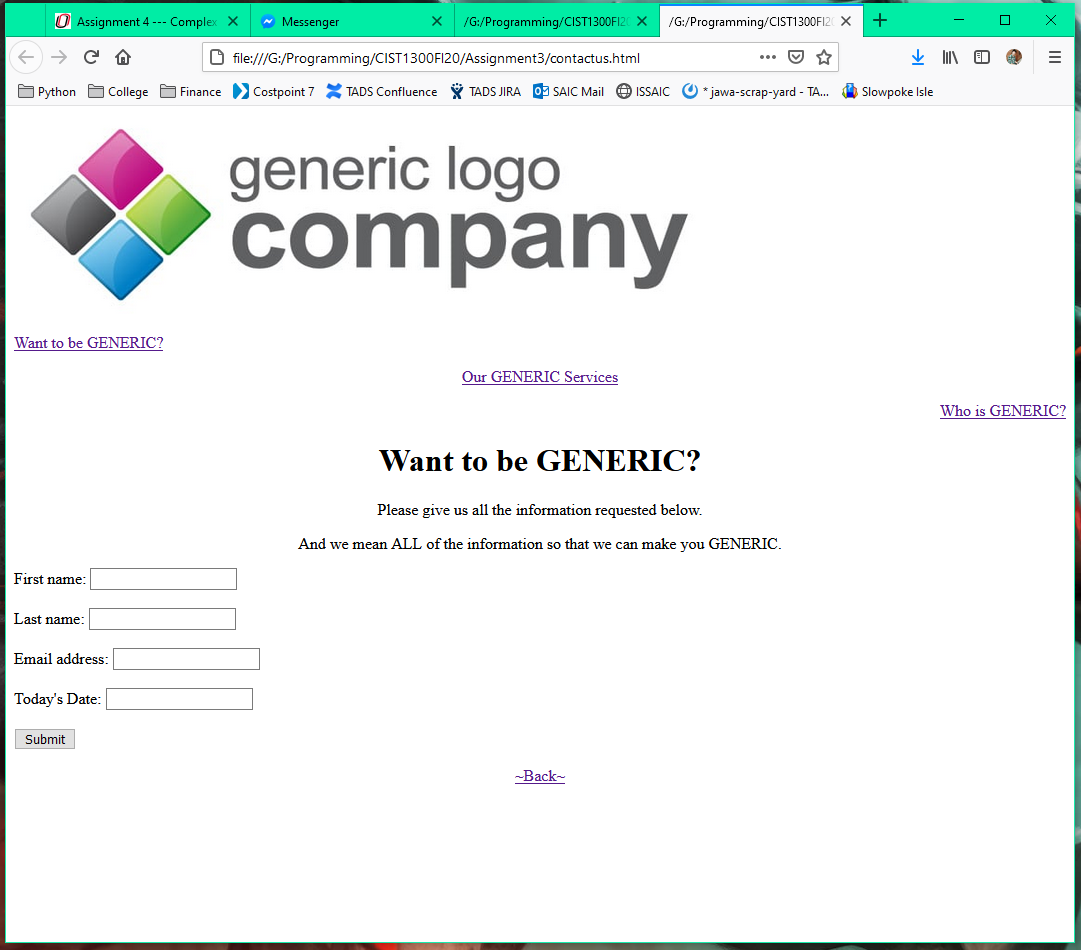 Assignment 4 --- Complex
Messenger
/G:/Programming/CIST1300Fl20
/G:/Programming/CIST1300Fl20
file:///G:/Programming/CIST1300Fl20/Assignment3/contactus.html
Python College Finance Costpoint 7 TADS Confluence TADS JIRA SAIC Mail ISSAIC * jawa-scrap-yard - TA... Slowpoke Isle
generic logo
company
Want to be GENERIC?
Our GENERIC Services
Who is GENERIC?
Want to be GENERIC?
Please give us all the information requested below.
And we mean ALL of the information so that we can make you GENERIC.
First name:
Last name:
Email address:
Today's Date:
Submit
~Back~